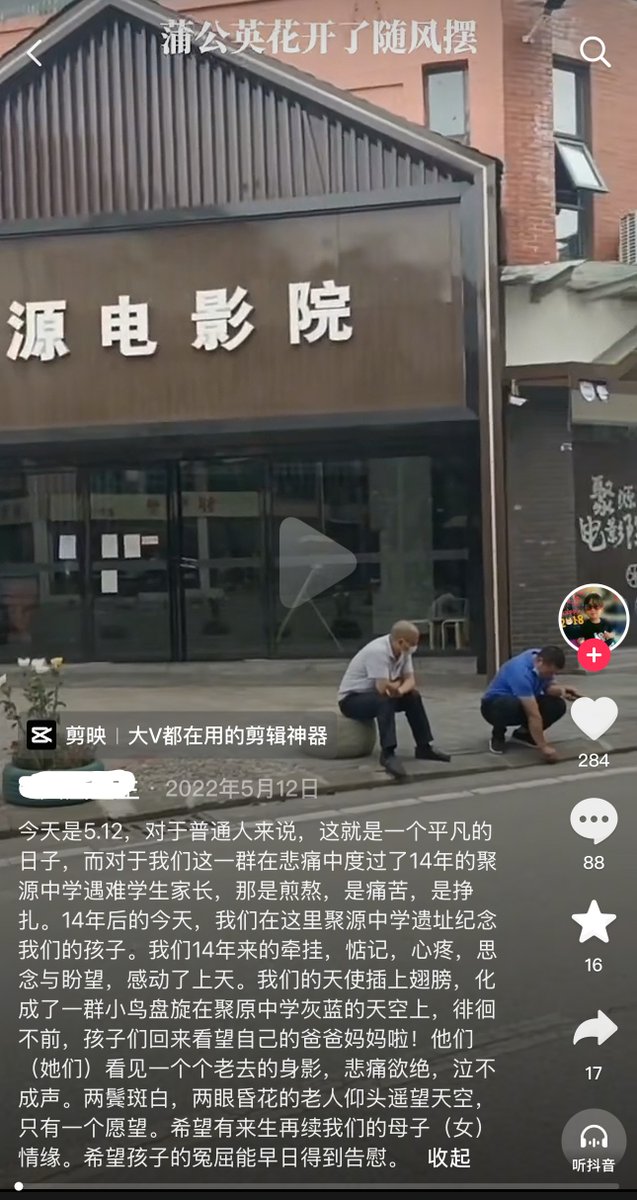 蒲公英花开了随风摆
源电影院
聚源
电影院
2018
剪映 | 大V都在用的剪辑神器
· 2022年5月12日
284
88
16
17
听抖音
今天是5.12，对于普通人来说，这就是一个平凡的
日子，而对于我们这一群在悲痛中度过了14年的聚
源中学遇难学生家长，那是煎熬，是痛苦，是挣
扎。14年后的今天，我们在这里聚源中学遗址纪念
我们的孩子。我们14年来的牵挂，惦记，心疼，思
念与盼望，感动了上天。我们的天使插上翅膀，化
成了一群小鸟盘旋在聚原中学灰蓝的天空上，徘徊
不前，孩子们回来看望自己的爸爸妈妈啦！他们
（她们）看见一个个老去的身影，悲痛欲绝，泣不
成声。两鬓斑白，两眼昏花的老人仰头遥望天空，
只有一个愿望。希望有来生再续我们的母子（女）
情缘。希望孩子的冤屈能早日得到告慰。 收起